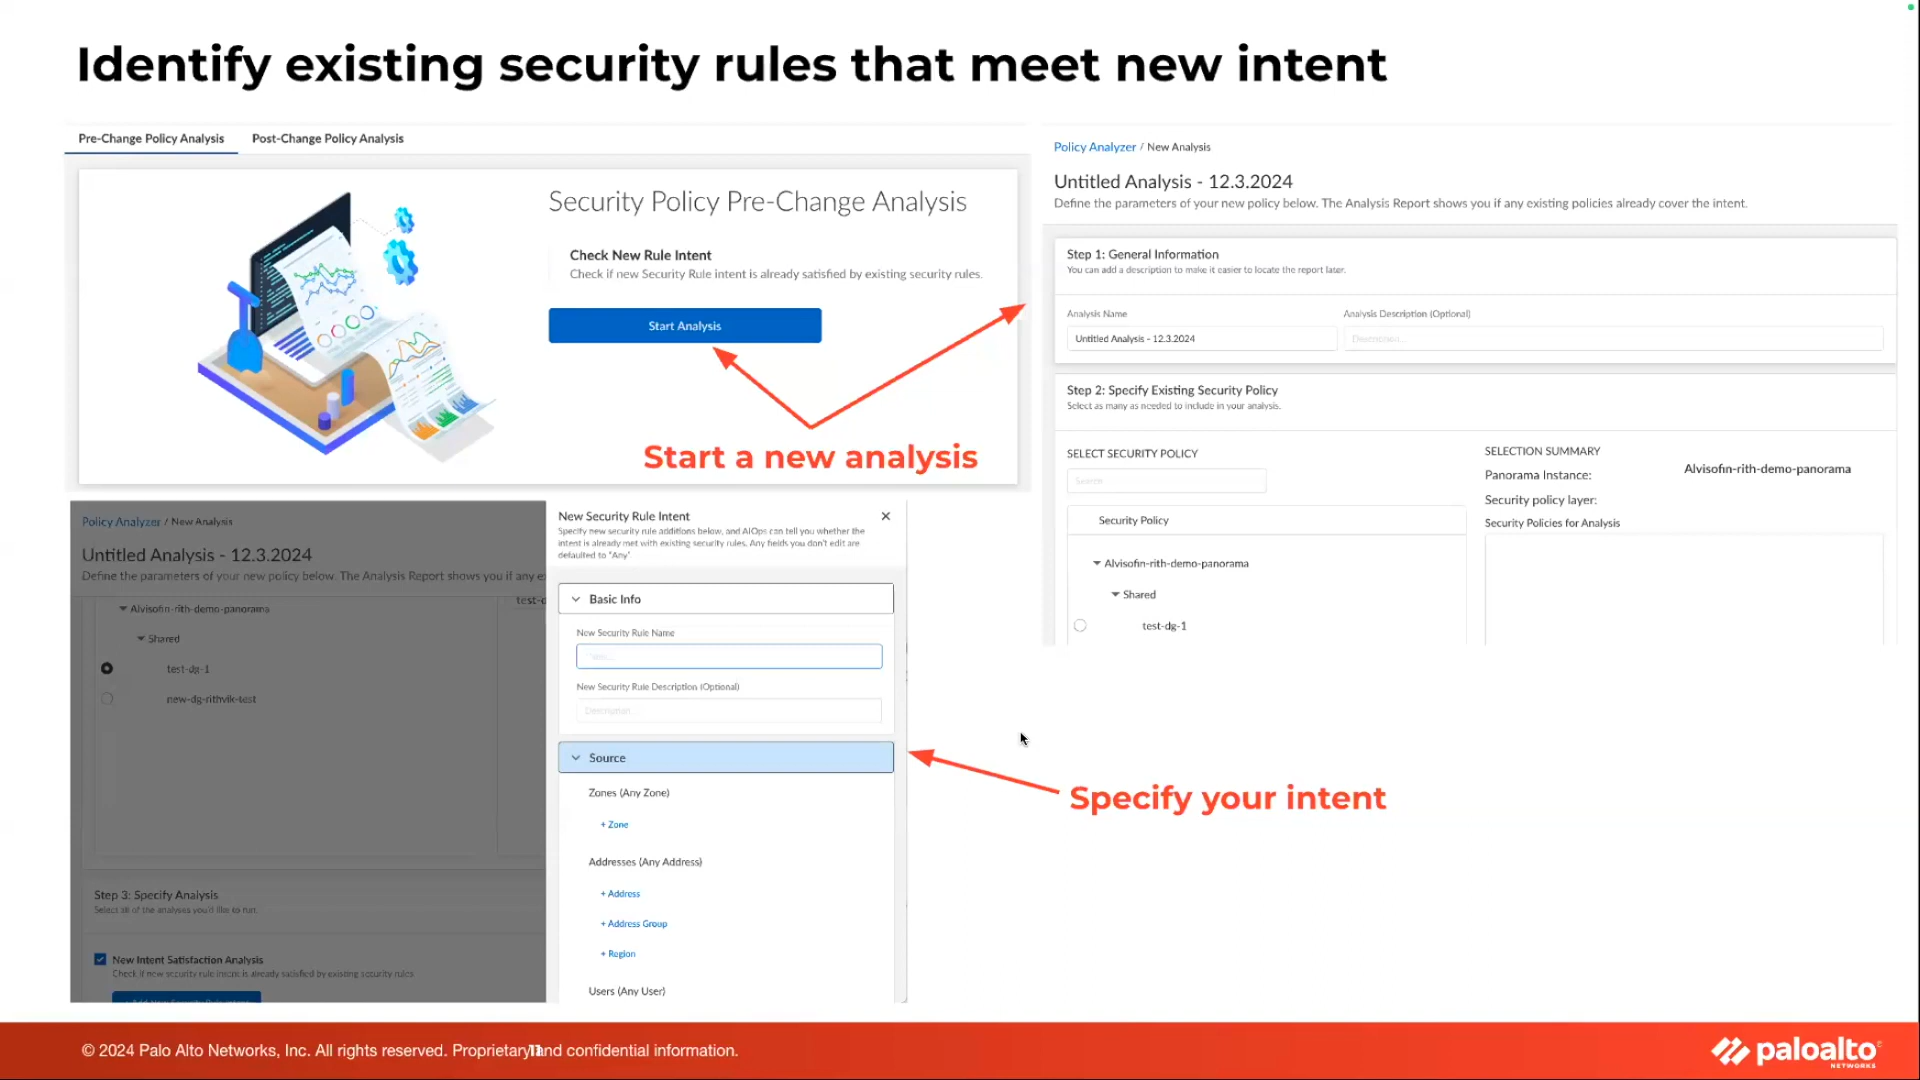 Identify existing security rules that meet new intent
Pre-Change Policy Analysis
Post-Change Policy Analysis
Security Policy Pre-Change Analysis
Check New Rule Intent
Check if new Security Rule intent is already satisfied by existing security rules.
Start Analysis
Start a new analysis
Policy Analyzer / New Analysis
Untitled Analysis - 12.3.2024
Define the parameters of your new policy below. The Analysis Report shows you if any existing policies already cover the intent.
Step 1: General Information
You can add a description to make it easier to locate the report later.
Analysis Name
Analysis Description (Optional)
Untitled Analysis - 12.3.2024
Description...
Step 2: Specify Existing Security Policy
Select as many as needed to include in your analysis.
SELECT SECURITY POLICY
Search
Security Policy
Alvisofin-rith-demo-panorama
Shared
test-dg-1
SELECTION SUMMARY
Panorama Instance:
Alvisofin-rith-demo-panorama
Security policy layer:
Security Policies for Analysis
Policy Analyzer / New Analysis
Untitled Analysis - 12.3.2024
Define the parameters of your new policy below. The Analysis Report shows you if any e
Alvisofin-rith-demo-panorama
Shared
test-dg-1
new-dg-rithvik-test
Step 3: Specify Analysis
Select all of the analyses you'd like to run.
New Intent Satisfaction Analysis
Check if new security rule intent is already satisfied by existing security rules
New Security Rule Intent
Specify new security rule additions below, and AIOps can tell you whether the
intent is already met with existing security rules. Any fields you don't edit are
defaulted to "Any".
Basic Info
New Security Rule Name
New Security Rule Description (Optional)
Description...
Source
Zones (Any Zone)
+ Zone
Addresses (Any Address)
+ Address
+ Address Group
+ Region
Users (Any User)
Specify your intent
© 2024 Palo Alto Networks, Inc. All rights reserved. Proprietary and confidential information.
11
paloalto
NETWORKS